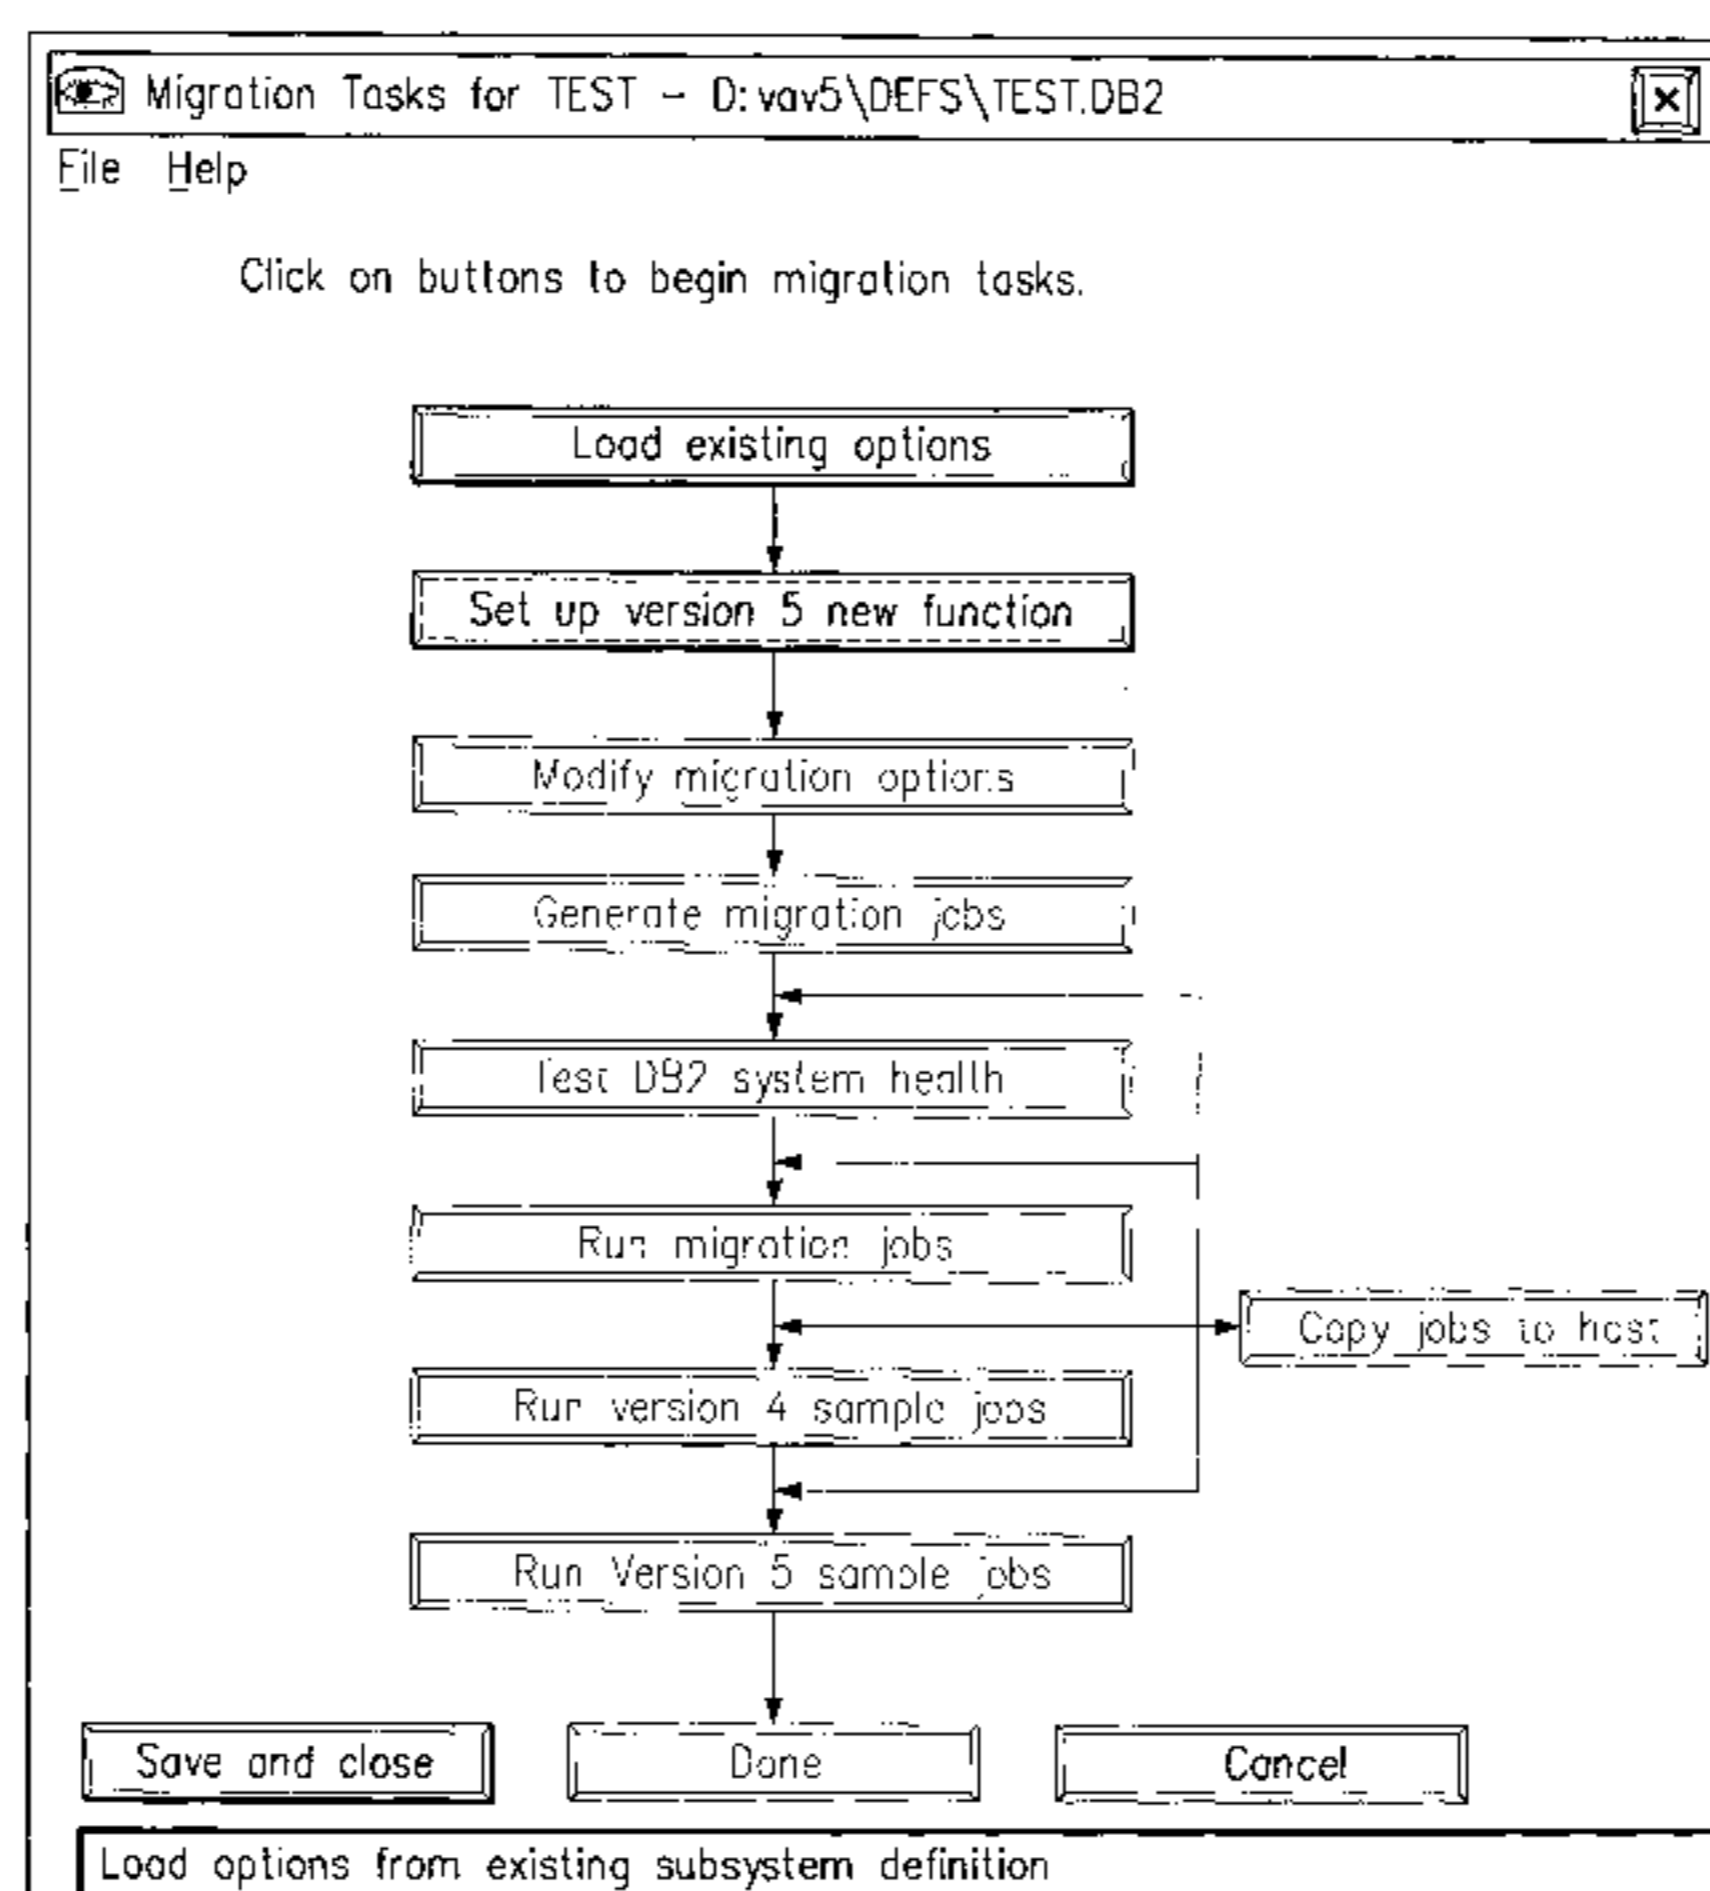 Migration Tasks for TEST - D:vav5\DEFS\TEST.DB2
File Help
Click on buttons to begin migration tasks.
Load existing options
Set up version 5 new function
Modify migration options
Generate migration jobs
Test DB2 system health
Run migration jobs
Copy jobs to host
Run version 4 sample jobs
Run Version 5 sample jobs
Save and close Done Cancel
Load options from existing subsystem definition